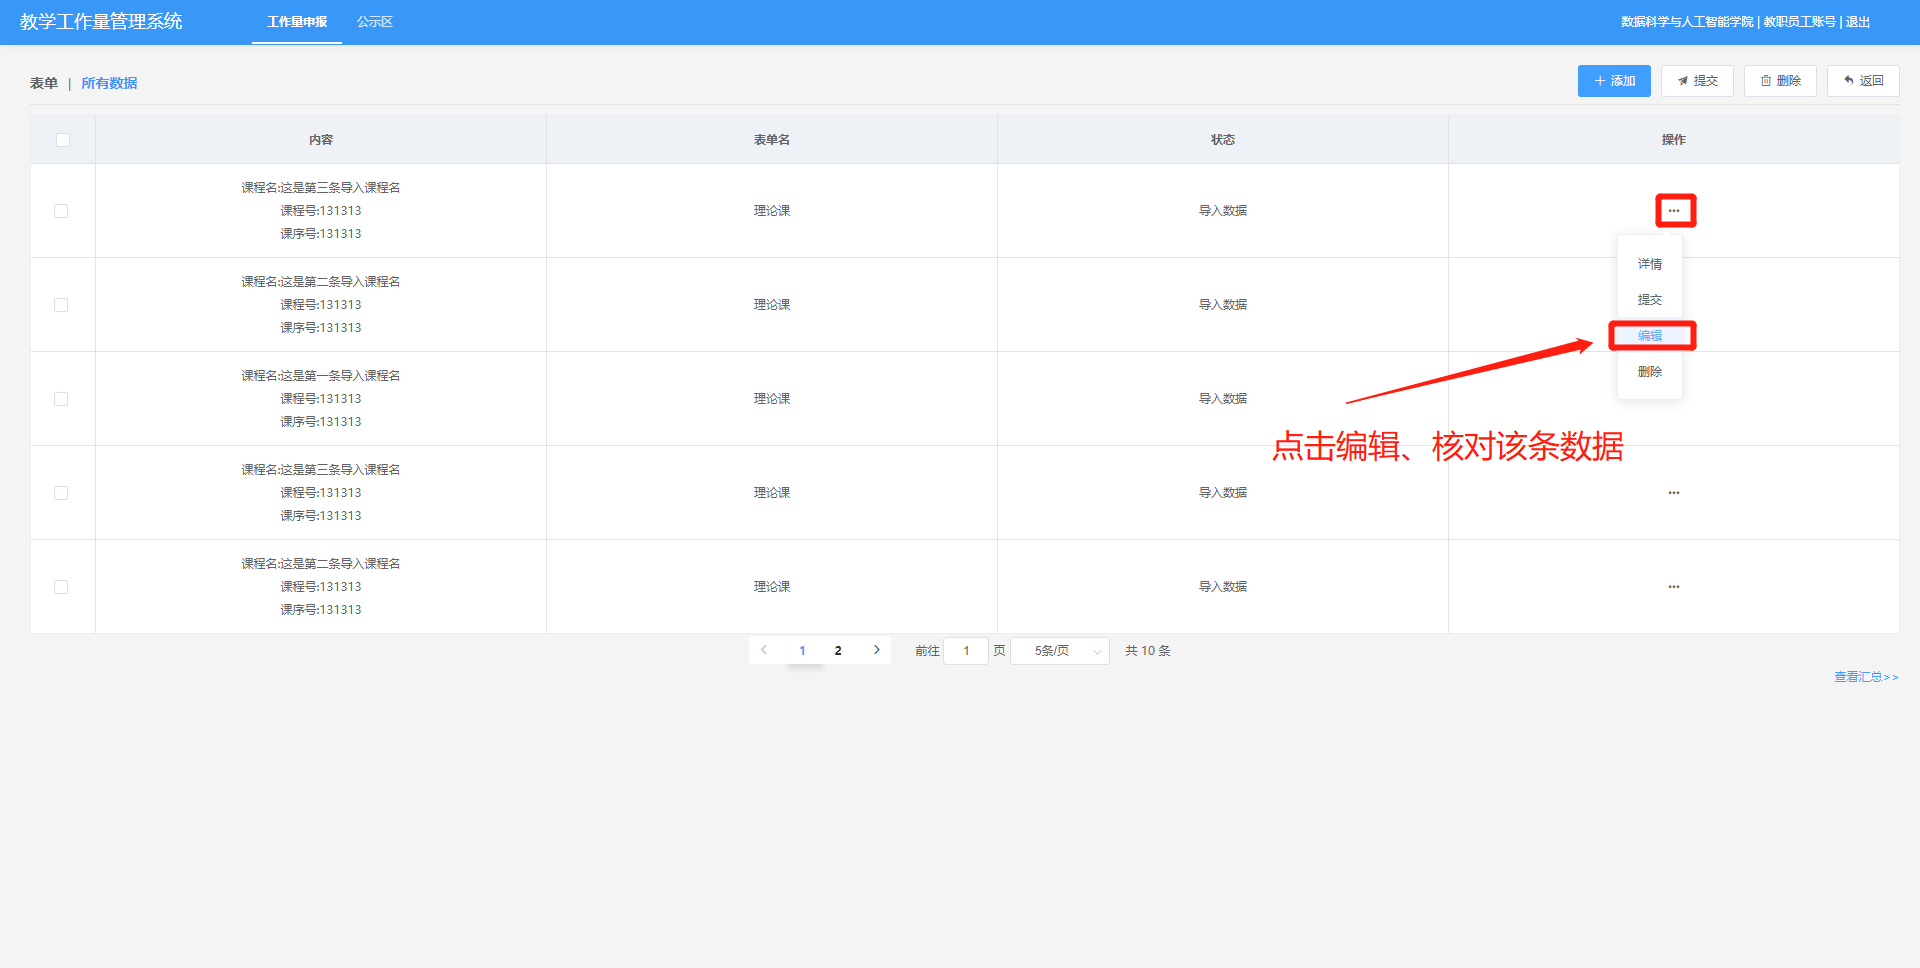 教学工作量管理系统 工作量申报 公示区 数据科学与人工智能学院 | 教职员工账号 | 退出
表单 | 所有数据 添加 提交 删除 返回
内容 表单名 状态 操作
课程名:这是第三条导入课程名
课程号:131313 理论课 导入数据 ···
课序号:131313
详情
课程名:这是第二条导入课程名
提交
课程号:131313 理论课 导入数据
课序号:131313
编辑
删除
课程名:这是第一条导入课程名
课程号:131313 理论课 导入数据
课序号:131313
点击编辑、核对该条数据
课程名:这是第三条导入课程名
课程号:131313 理论课 导入数据 ···
课序号:131313
课程名:这是第二条导入课程名
课程号:131313 理论课 导入数据 ···
课序号:131313
1 2 前往 1 页 5条/页 共 10 条
查看汇总>>